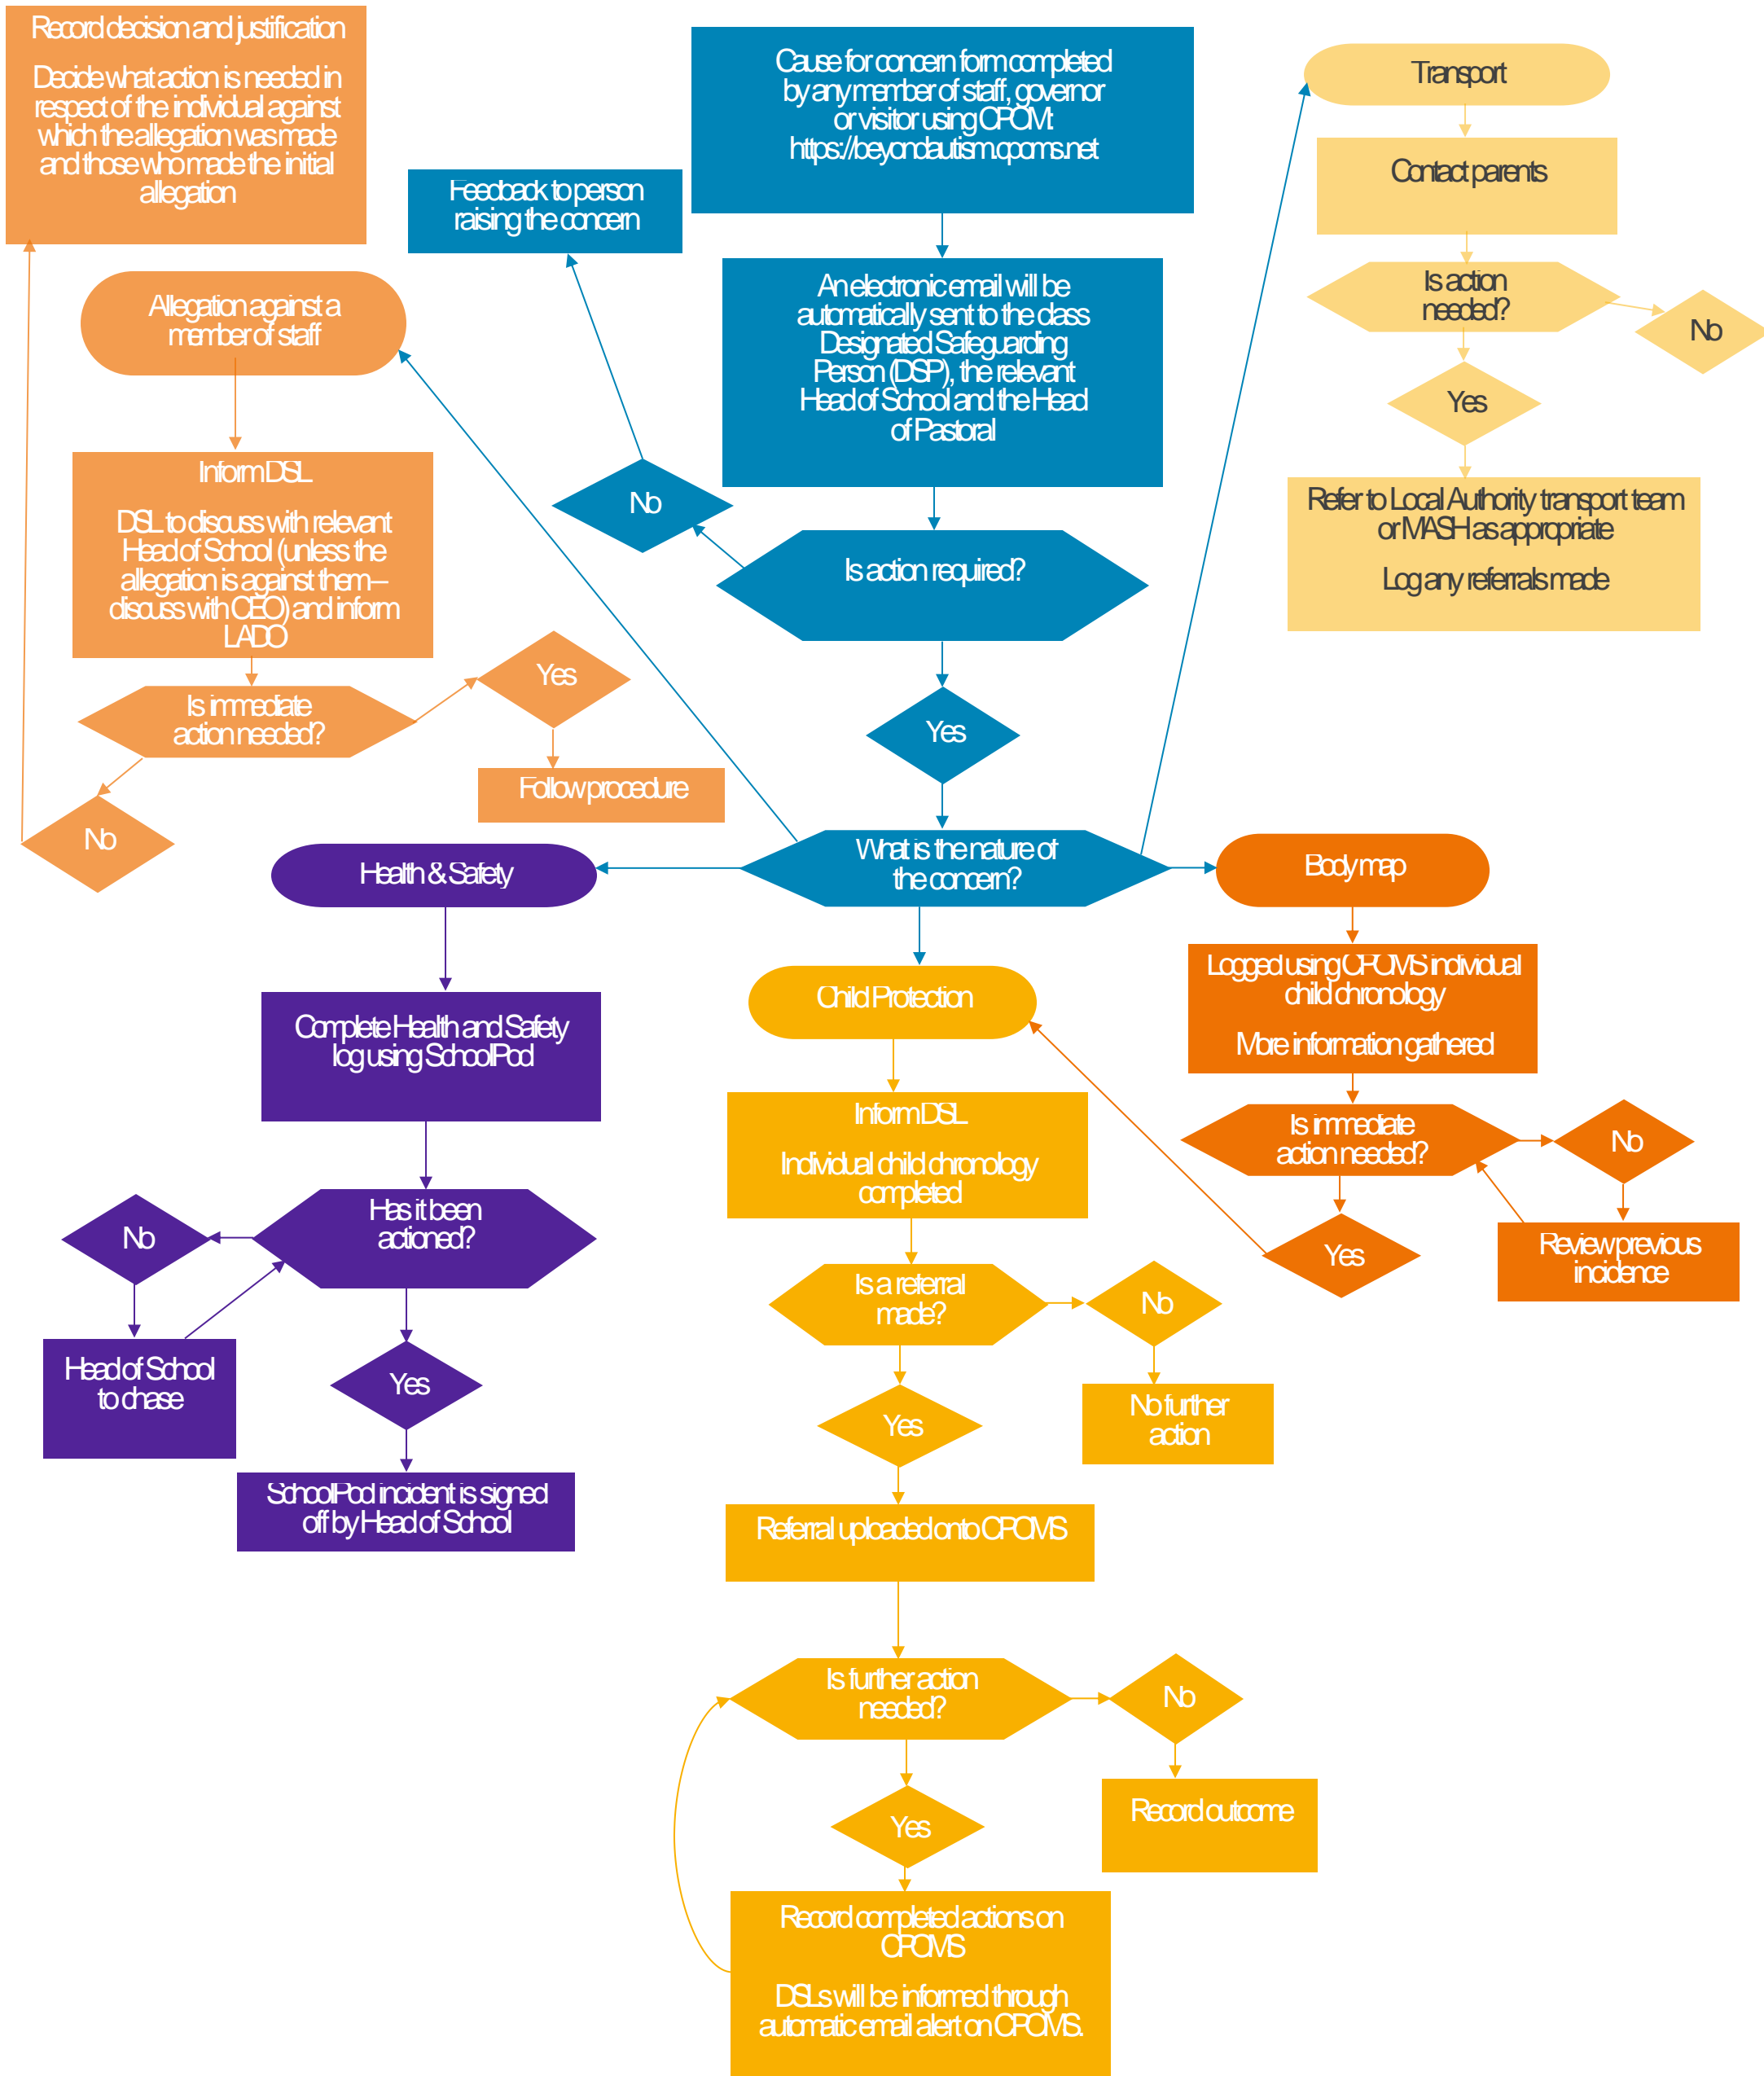 Record decision and justification
Decide what action is needed in
respect of the individual against
which the allegation was made
and those who made the initial
allegation
Cause for concern form completed
by any member of staff, governor
or visitor using CPOM:
https://beyondautism.cpoms.net
Transport
Contact parents
Is action
needed?
No
Yes
Refer to Local Authority transport team
or MASH as appropriate
Log any referrals made
Feedback to person
raising the concern
An electronic email will be
automatically sent to the class
Designated Safeguarding
Person (DSP), the relevant
Head of School and the Head
of Pastoral
No
Is action required?
Yes
What is the nature of
the concern?
Allegation against a
member of staff
Inform DSL
DSL to discuss with relevant
Head of School (unless the
allegation is against them –
discuss with CEO) and inform
LADO
Is immediate
action needed?
Yes
Follow procedure
No
Health & Safety
Complete Health and Safety
log using SchoolPod
Has it been
actioned?
No
Head of School
to chase
Yes
SchoolPod incident is signed
off by Head of School
Child Protection
Inform DSL
Individual child chronology
completed
Is a referral
made?
No
No further
action
Yes
Referral uploaded onto CPOMS
Is further action
needed?
No
Record outcome
Yes
Record completed actions on
CPOMS
DSLs will be informed through
automatic email alert on CPOMS.
Body map
Logged using CPOMS individual
child chronology
More information gathered
Is immediate
action needed?
No
Review previous
incidence
Yes